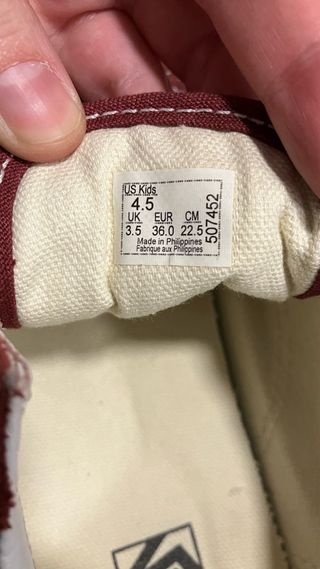 US Kids
4.5
UK EUR CM
3.5 36.0 22.5
Made in Philippines
Fabrique aux Philippines
507452